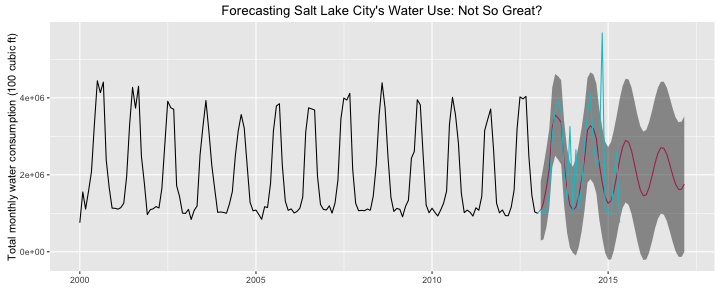 Forecasting Salt Lake City's Water Use: Not So Great?
Total monthly water consumption (100 cubic ft)
4e+06
2e+06
0e+00
2000
2005
2010
2015